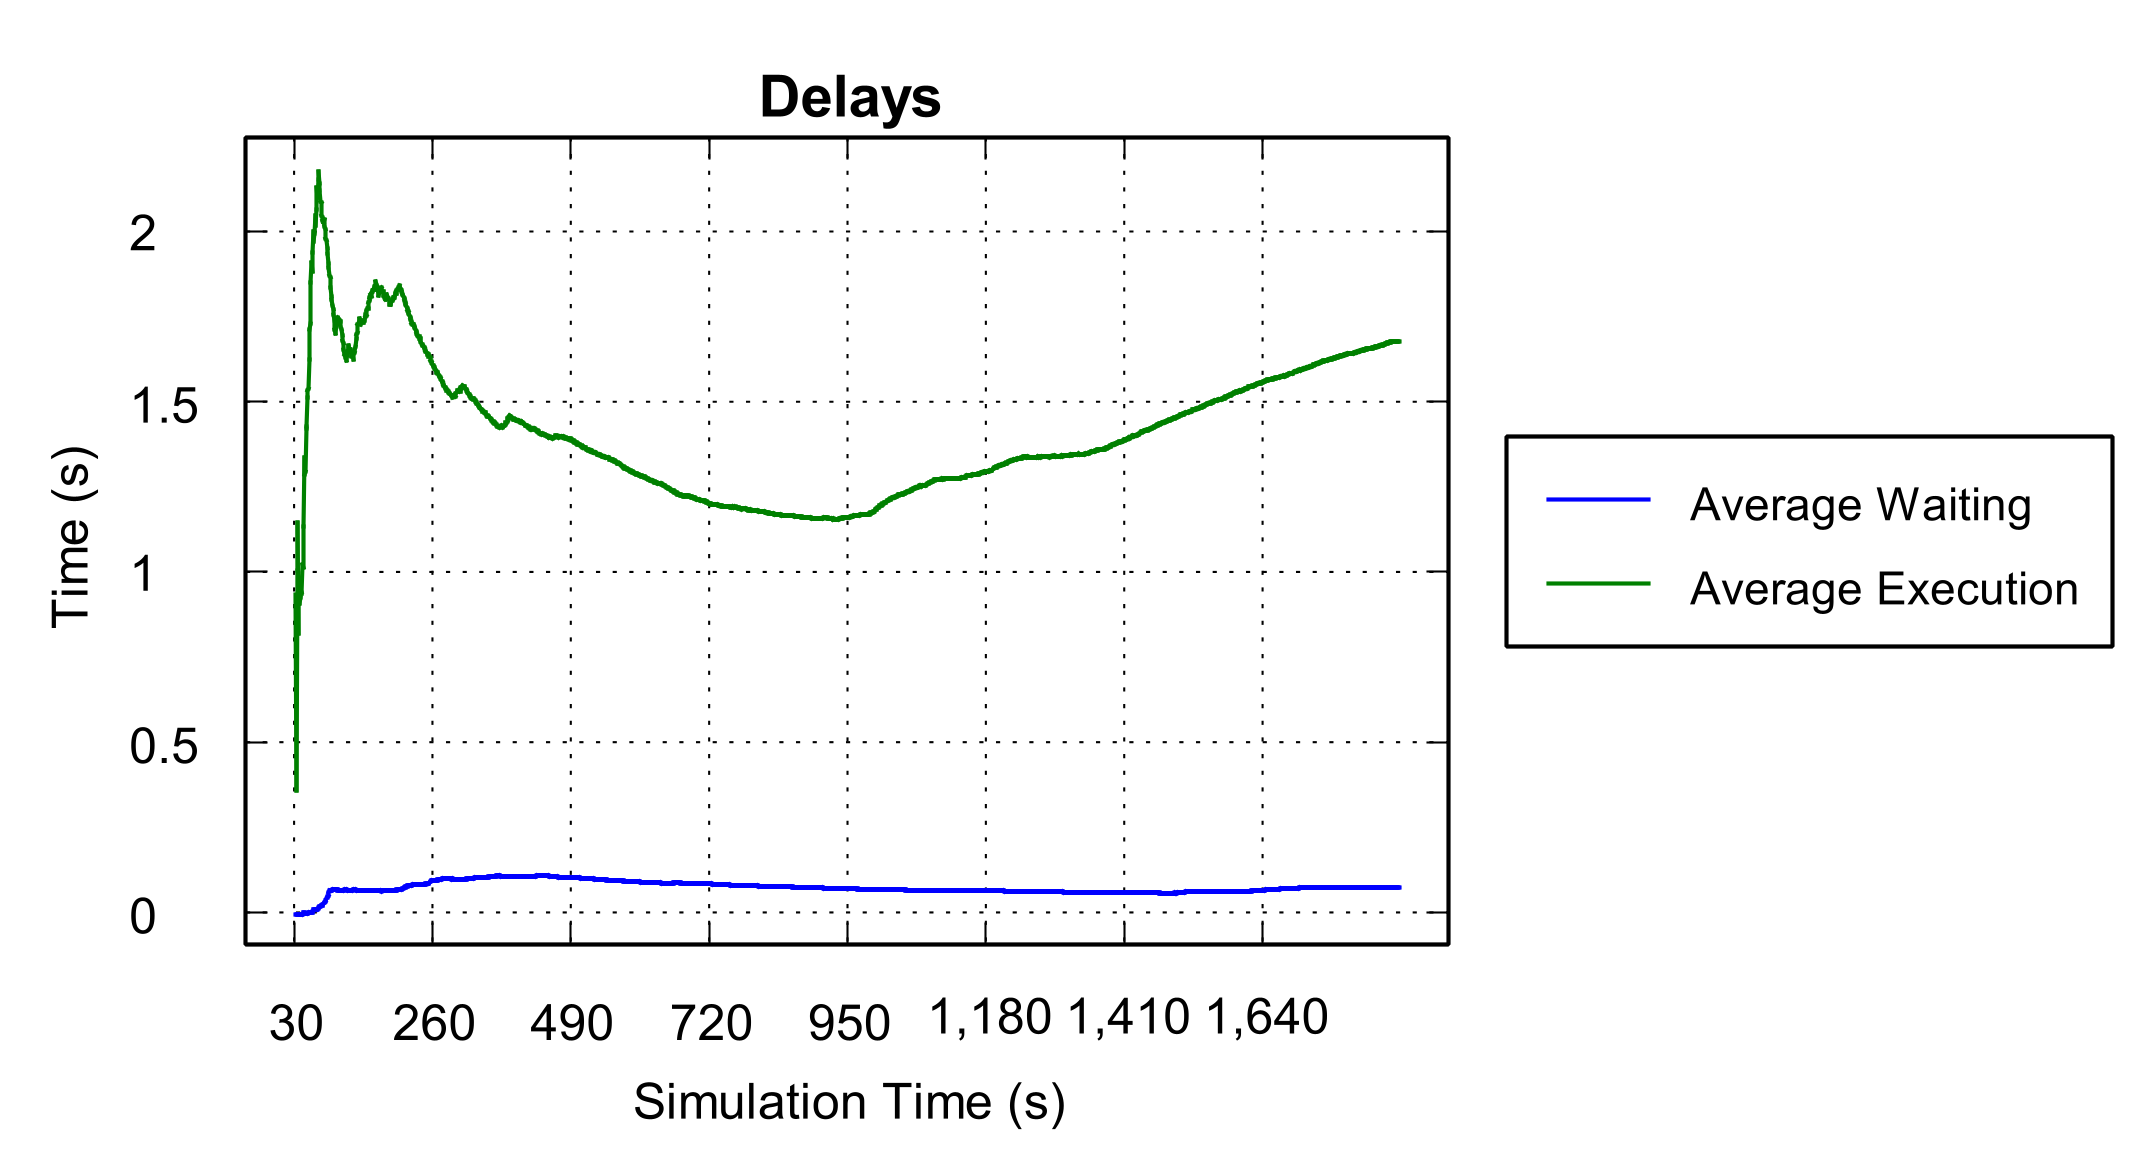 Delays
2
1.5
1
0.5
0
Time (s)
30 260 490 720 950 1,180 1,410 1,640
Simulation Time (s)
Average Waiting
Average Execution